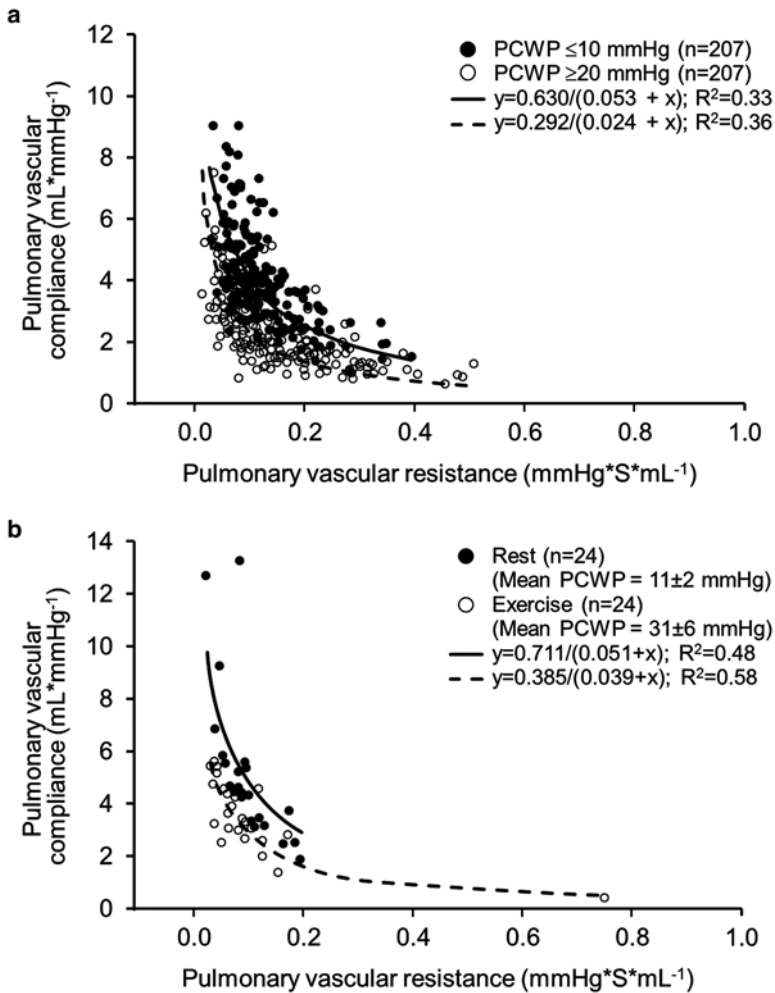 a
12
10
8
6
4
2
0
0.0 0.2 0.4 0.6 0.8 1.0
Pulmonary vascular
compliance (mL*mmHg-1)
Pulmonary vascular resistance (mmHg*S*mL-1)
PCWP ≤10 mmHg (n=207)
PCWP ≥20 mmHg (n=207)
y=0.630/(0.053 + x); R²=0.33
y=0.292/(0.024 + x); R²=0.36
b
14
12
10
8
6
4
2
0
0.0 0.2 0.4 0.6 0.8 1.0
Pulmonary vascular
compliance (mL*mmHg-1)
Pulmonary vascular resistance (mmHg*S*mL-1)
Rest (n=24)
(Mean PCWP = 11±2 mmHg)
Exercise (n=24)
(Mean PCWP = 31±6 mmHg)
y=0.711/(0.051+x); R²=0.48
y=0.385/(0.039+x); R²=0.58